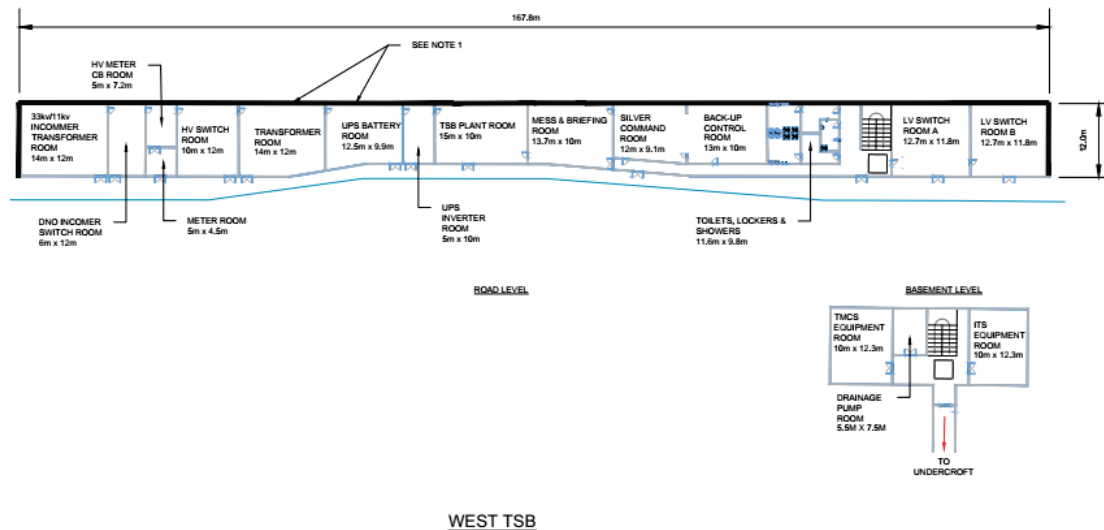 167.8m
SEE NOTE 1
HV METER
CB ROOM
5m x 7.2m
33kv/11kv
INCOMMER
TRANSFORMER
ROOM
14m x 12m
HV SWITCH
ROOM
10m x 12m
TRANSFORMER
ROOM
14m x 12m
UPS BATTERY
ROOM
12.5m x 9.9m
TSB PLANT ROOM
15m x 10m
MESS & BRIEFING
ROOM
13.7m x 10m
SILVER
COMMAND
ROOM
12m x 9.1m
BACK-UP
CONTROL
ROOM
13m x 10m
LV SWITCH
ROOM A
12.7m x 11.8m
LV SWITCH
ROOM B
12.7m x 11.8m
12.0m
DNO INCOMER
SWITCH ROOM
6m x 12m
METER ROOM
5m x 4.5m
UPS
INVERTER
ROOM
5m x 10m
TOILETS, LOCKERS &
SHOWERS
11.6m x 9.8m
ROAD LEVEL
BASEMENT LEVEL
TMCS
EQUIPMENT
ROOM
10m x 12.3m
ITS
EQUIPMENT
ROOM
10m x 12.3m
DRAINAGE
PUMP
ROOM
5.5M X 7.5M
TO
UNDERCROFT
WEST TSB